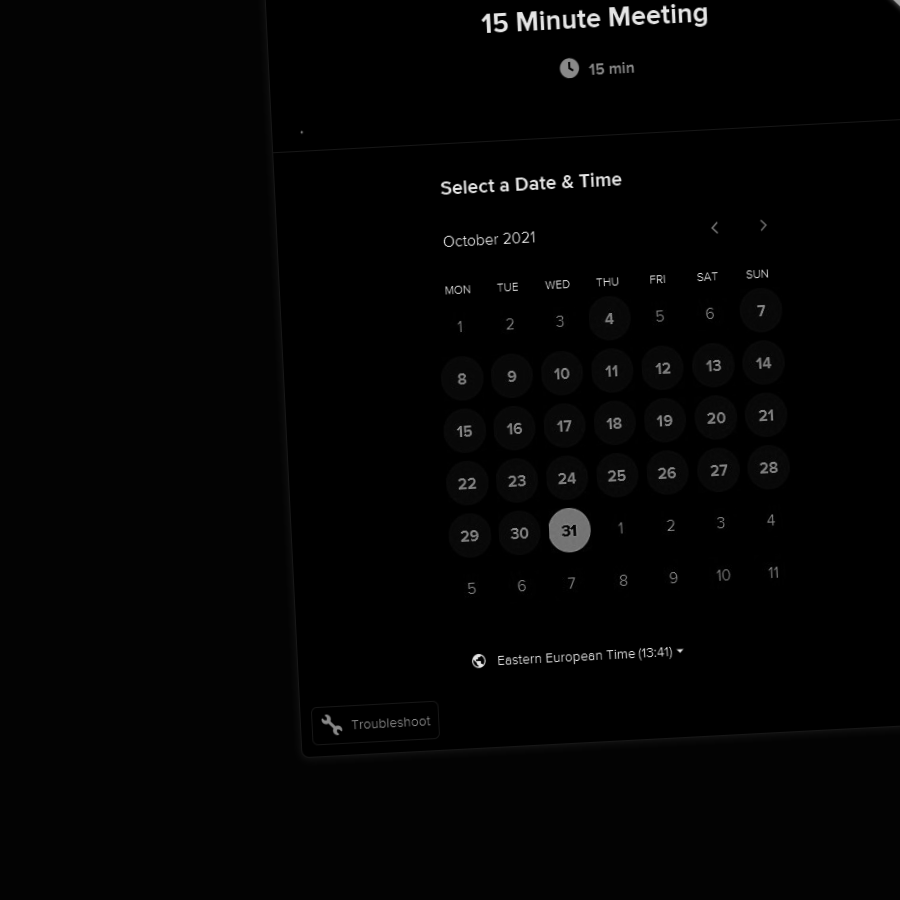 15 Minute Meeting
15 min
Select a Date & Time
October 2021
MON TUE WED THU FRI SAT SUN
1 2 3 4 5 6 7
8 9 10 11 12 13 14
15 16 17 18 19 20 21
22 23 24 25 26 27 28
29 30 31 1 2 3 4
5 6 7 8 9 10 11
Eastern European Time (13:41)
Troubleshoot